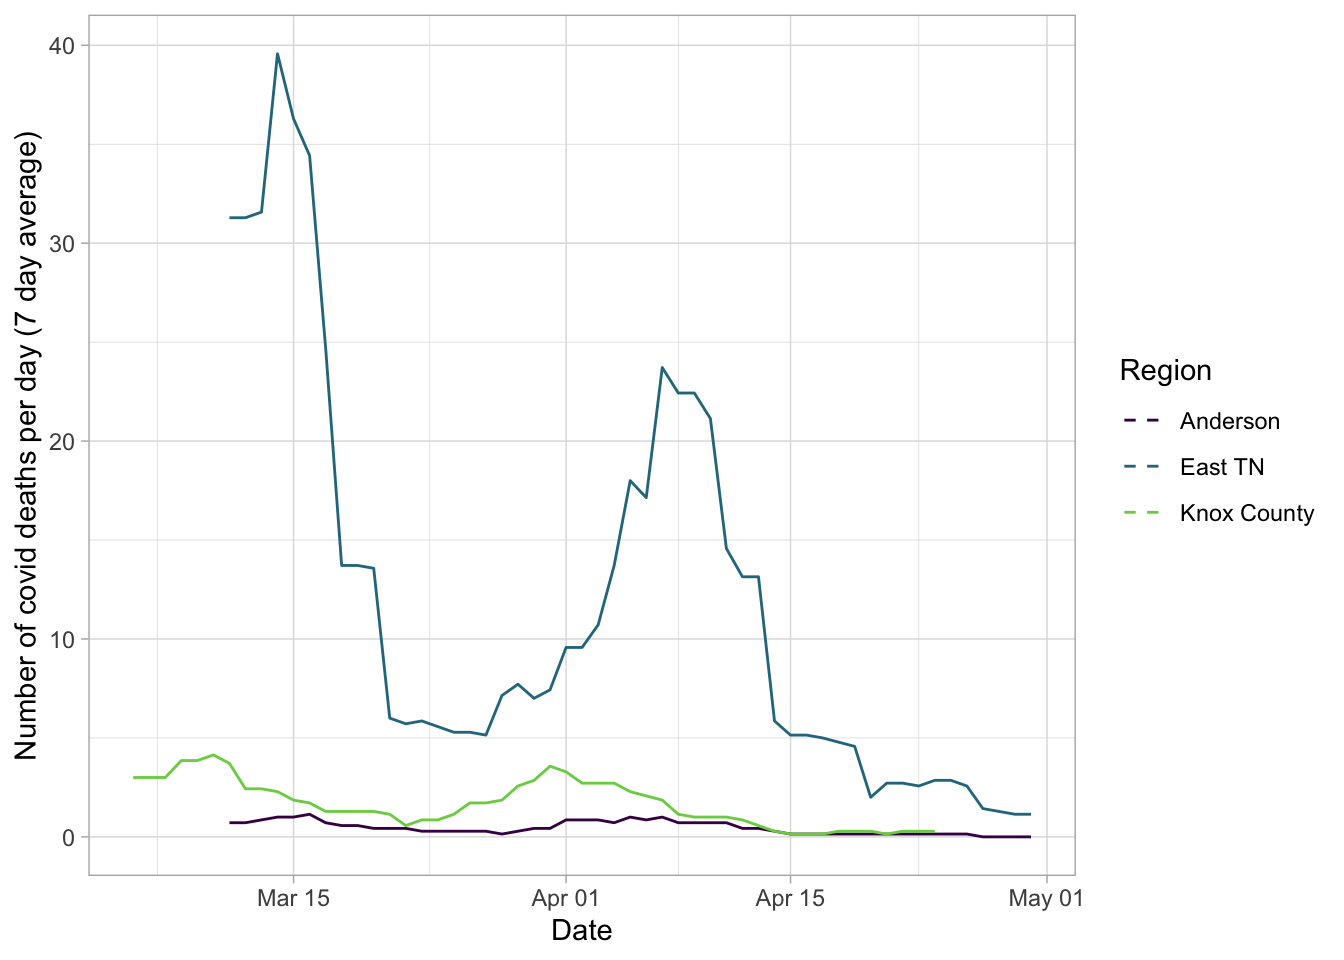 Number of covid deaths per day (7 day average)
40
30
20
10
0
Mar 15
Apr 01
Apr 15
May 01
Date
Region
Anderson
East TN
Knox County